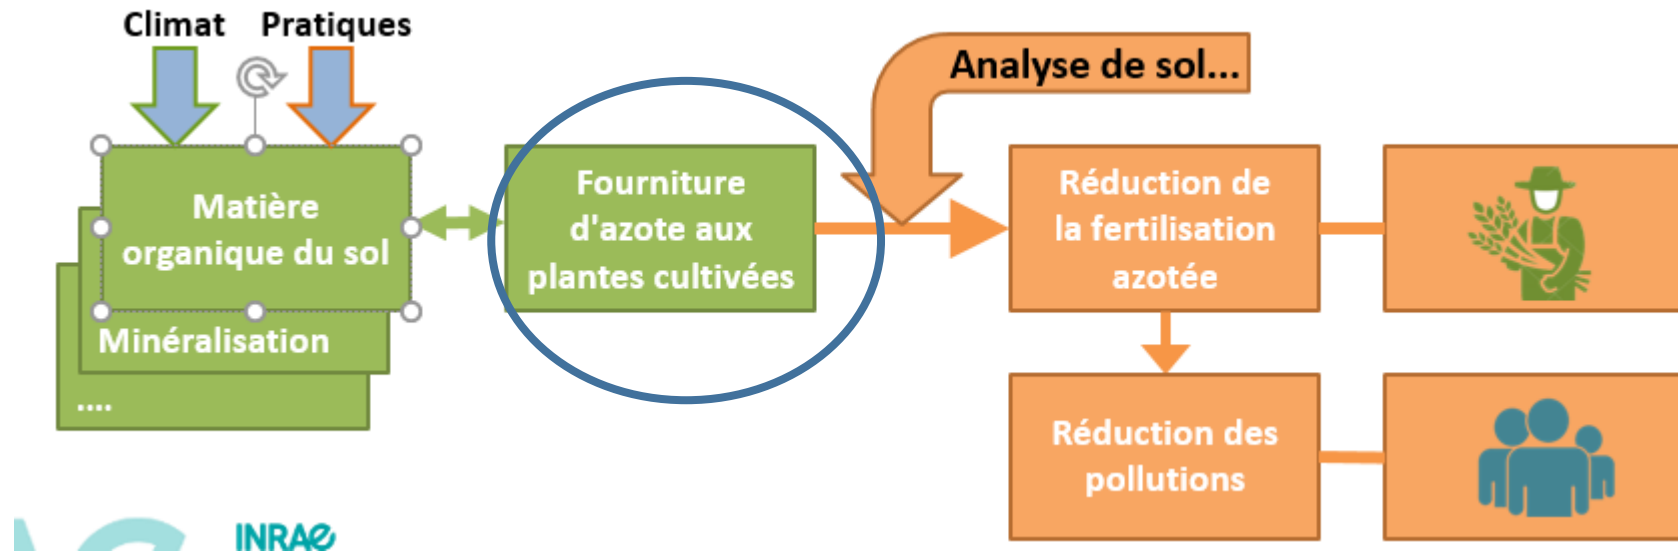 Climat Pratiques
Analyse de sol...
Matière
organique du sol
Minéralisation
....
Fourniture
d'azote aux
plantes cultivées
Réduction de
la fertilisation
azotée
Réduction des
pollutions
INRAE